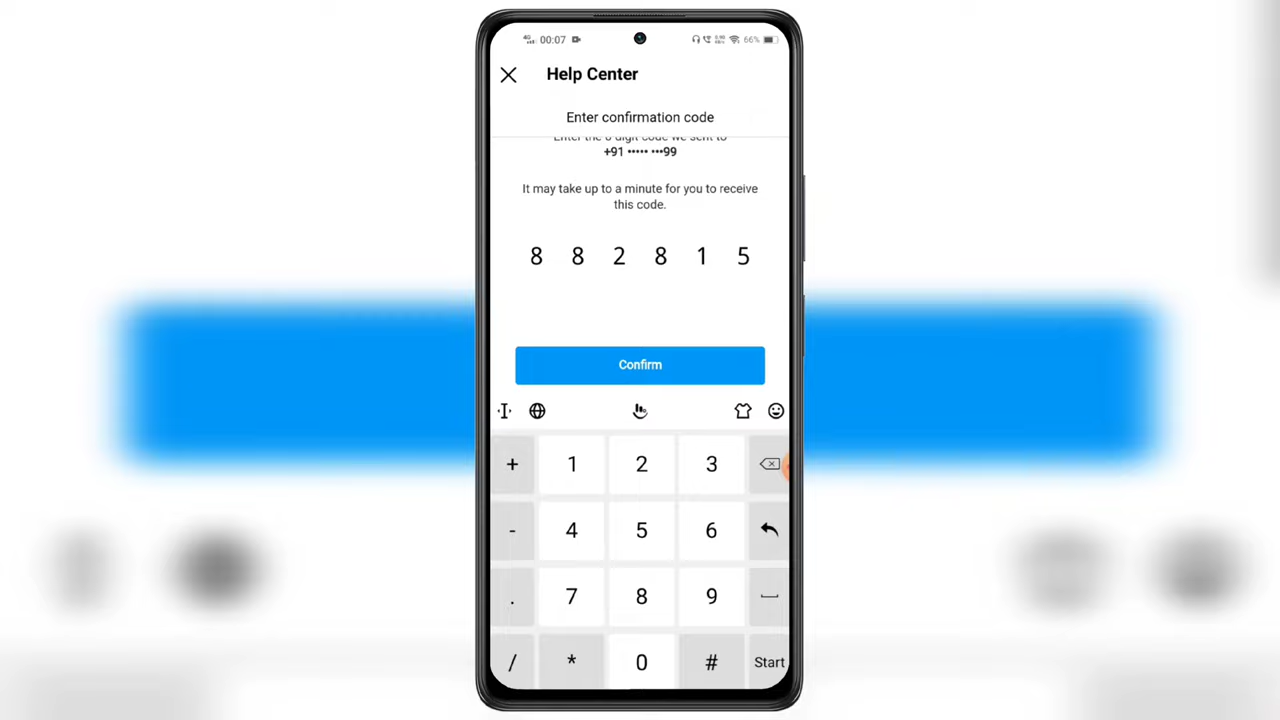 4G 00:07 66%
Help Center
Enter confirmation code
Enter the 6 digit code we sent to
+91 ••••• •••99
It may take up to a minute for you to receive
this code.
8 8 2 8 1 5
Confirm
+ 1 2 3
- 4 5 6
. 7 8 9
/ * 0 # Start